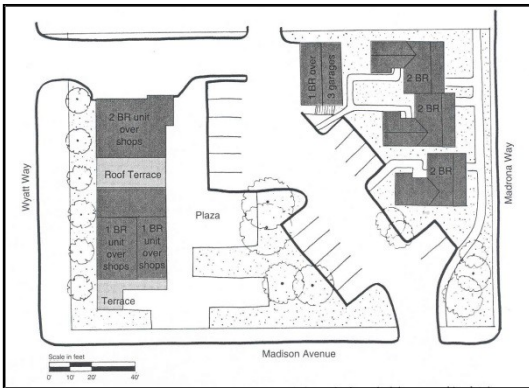 1 BR over
3 garages
2 BR
2 BR
2 BR
2 BR unit
over
shops
Roof Terrace
Wyatt Way
Madrona Way
Plaza
1 BR
unit
over
shops
1 BR
unit
over
shops
Terrace
Madison Avenue
Scale in feet
0' 10' 20' 40'